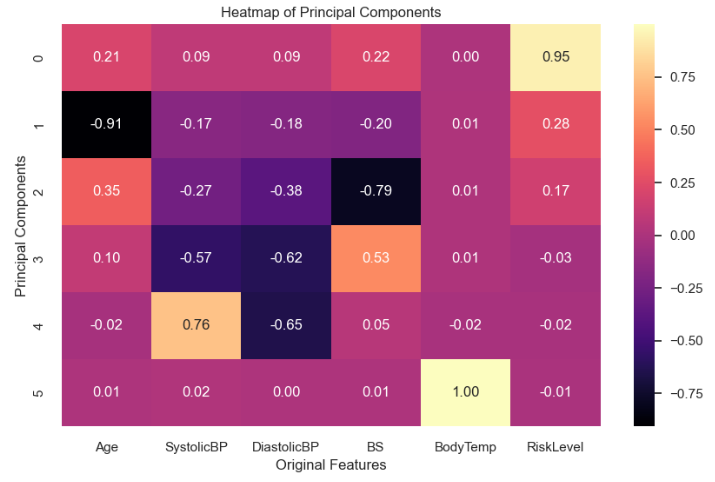 Heatmap of Principal Components
Principal Components
0 0.21 0.09 0.09 0.22 0.00 0.95
1 -0.91 -0.17 -0.18 -0.20 0.01 0.28
2 0.35 -0.27 -0.38 -0.79 0.01 0.17
3 0.10 -0.57 -0.62 0.53 0.01 -0.03
4 -0.02 0.76 -0.65 0.05 -0.02 -0.02
5 0.01 0.02 0.00 0.01 1.00 -0.01
Age SystolicBP DiastolicBP BS BodyTemp RiskLevel
Original Features
0.75
0.50
0.25
0.00
−0.25
−0.50
−0.75